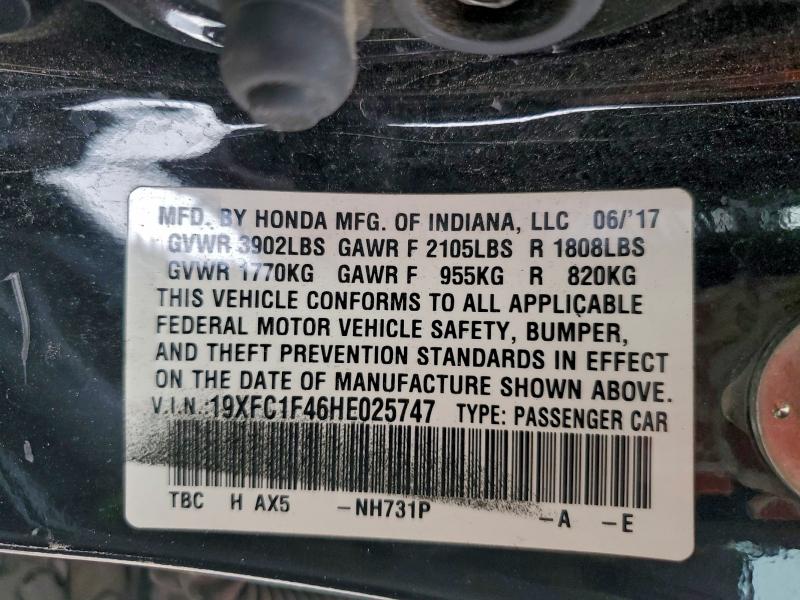 MFD. BY HONDA MFG. OF INDIANA, LLC 06/'17
GVWR 3902LBS GAWR F 2105LBS R 1808LBS
GVWR 1770KG GAWR F 955KG R 820KG
THIS VEHICLE CONFORMS TO ALL APPLICABLE
FEDERAL MOTOR VEHICLE SAFETY, BUMPER,
AND THEFT PREVENTION STANDARDS IN EFFECT
ON THE DATE OF MANUFACTURE SHOWN ABOVE.
V.I.N.:19XFC1F46HE025747 TYPE: PASSENGER CAR
TBC H AX5 -NH731P -A -E